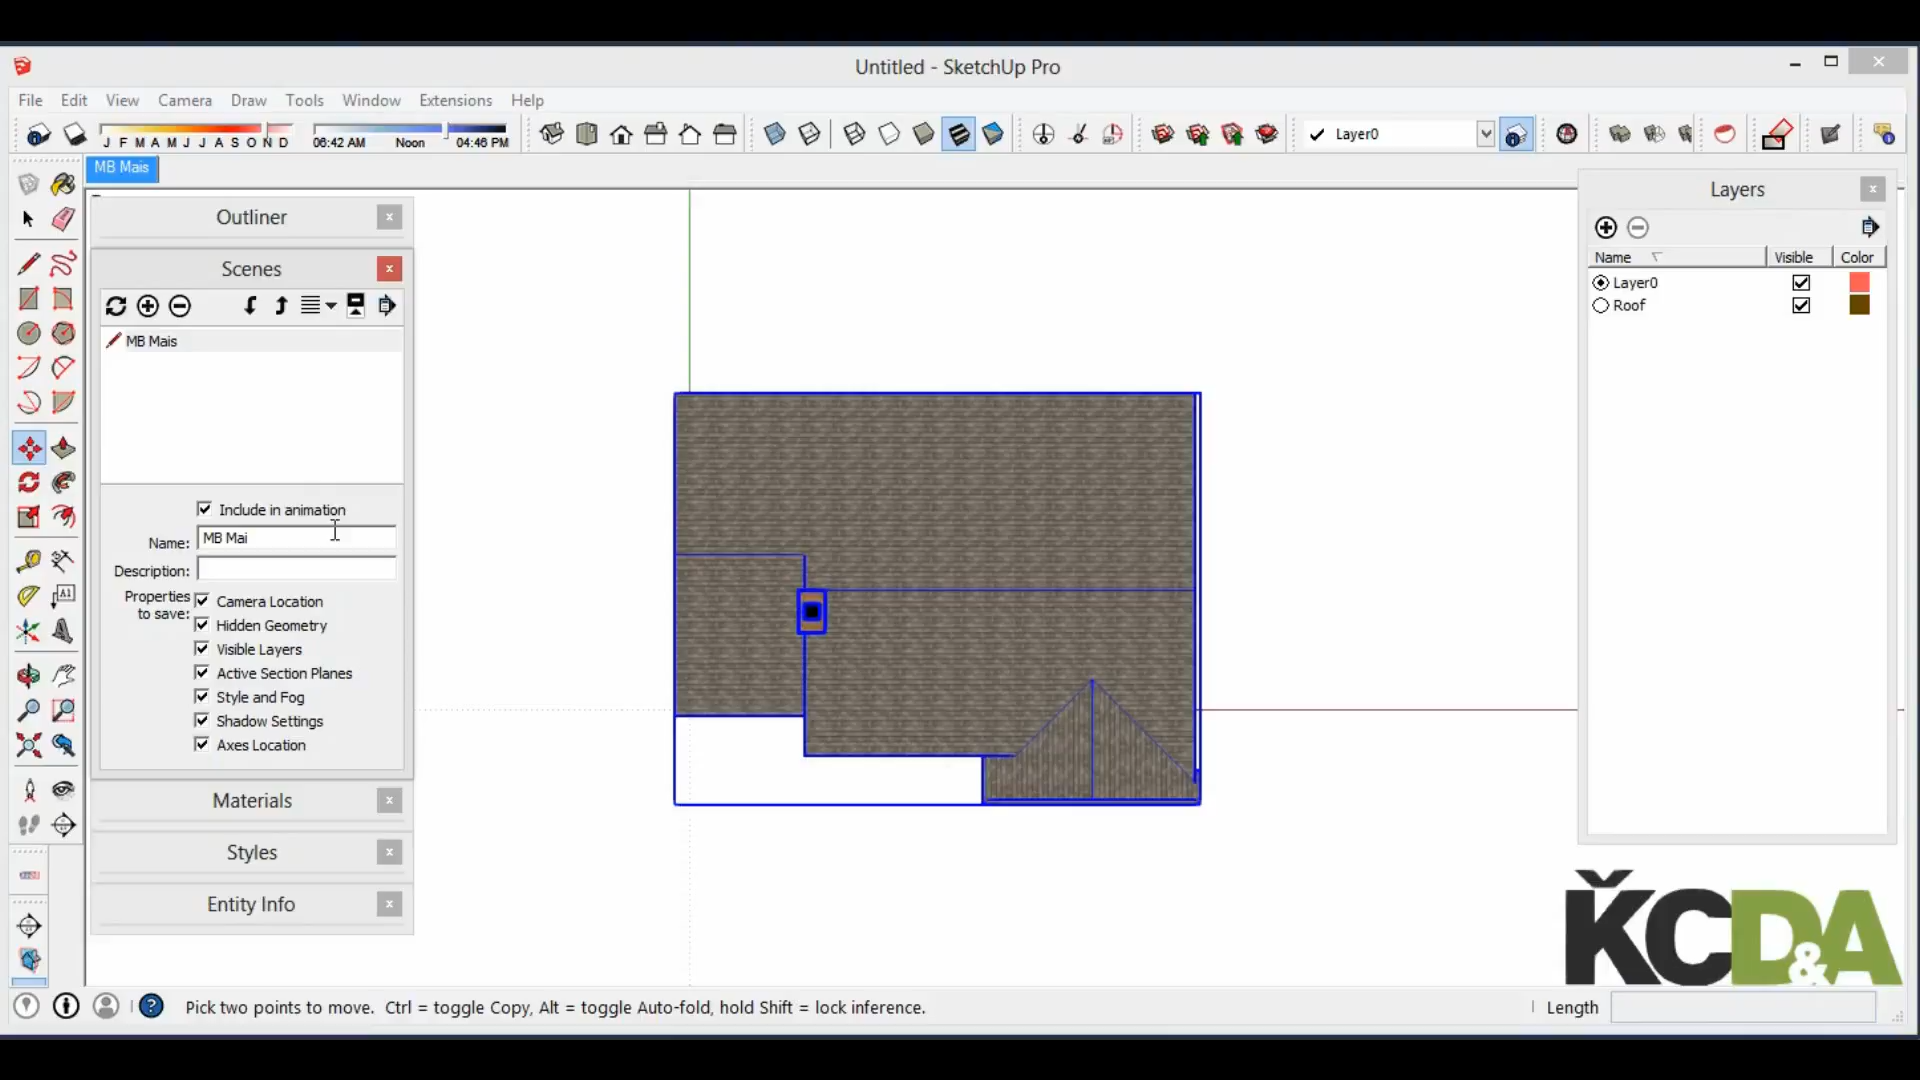 Untitled - SketchUp Pro
File Edit View Camera Draw Tools Window Extensions Help
J F M A M J J A S O N D
06:42 AM Noon 04:46 PM
Layer0
MB Mais
Outliner
Scenes
MB Mais
Include in animation
Name: MB Mai
Description:
Properties
to save:
Camera Location
Hidden Geometry
Visible Layers
Active Section Planes
Style and Fog
Shadow Settings
Axes Location
Materials
Styles
Entity Info
Layers
Name Visible Color
Layer0
Roof
KCD&A
Pick two points to move. Ctrl = toggle Copy, Alt = toggle Auto-fold, hold Shift = lock inference.
Length